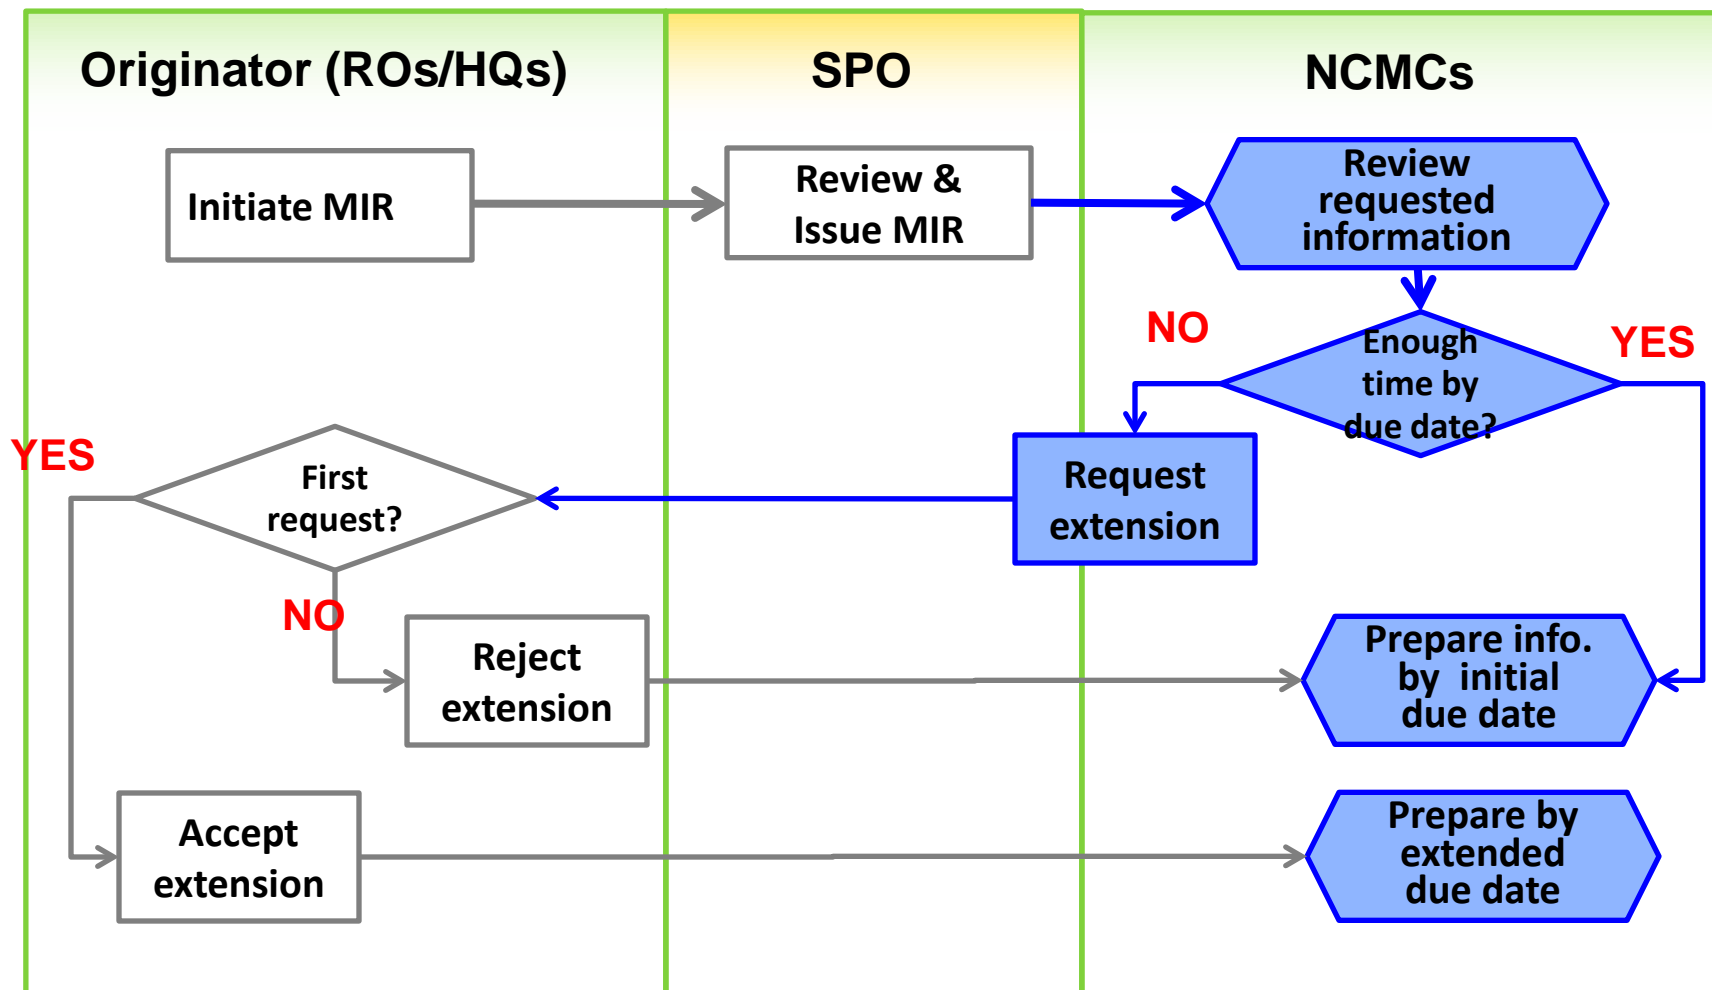 Originator (ROs/HQs)
SPO
NCMCs
Initiate MIR
Review &
Issue MIR
Review
requested
information
NO
YES
Enough
time by
due date?
YES
First
request?
Request
extension
NO
Reject
extension
Prepare info.
by initial
due date
Accept
extension
Prepare by
extended
due date